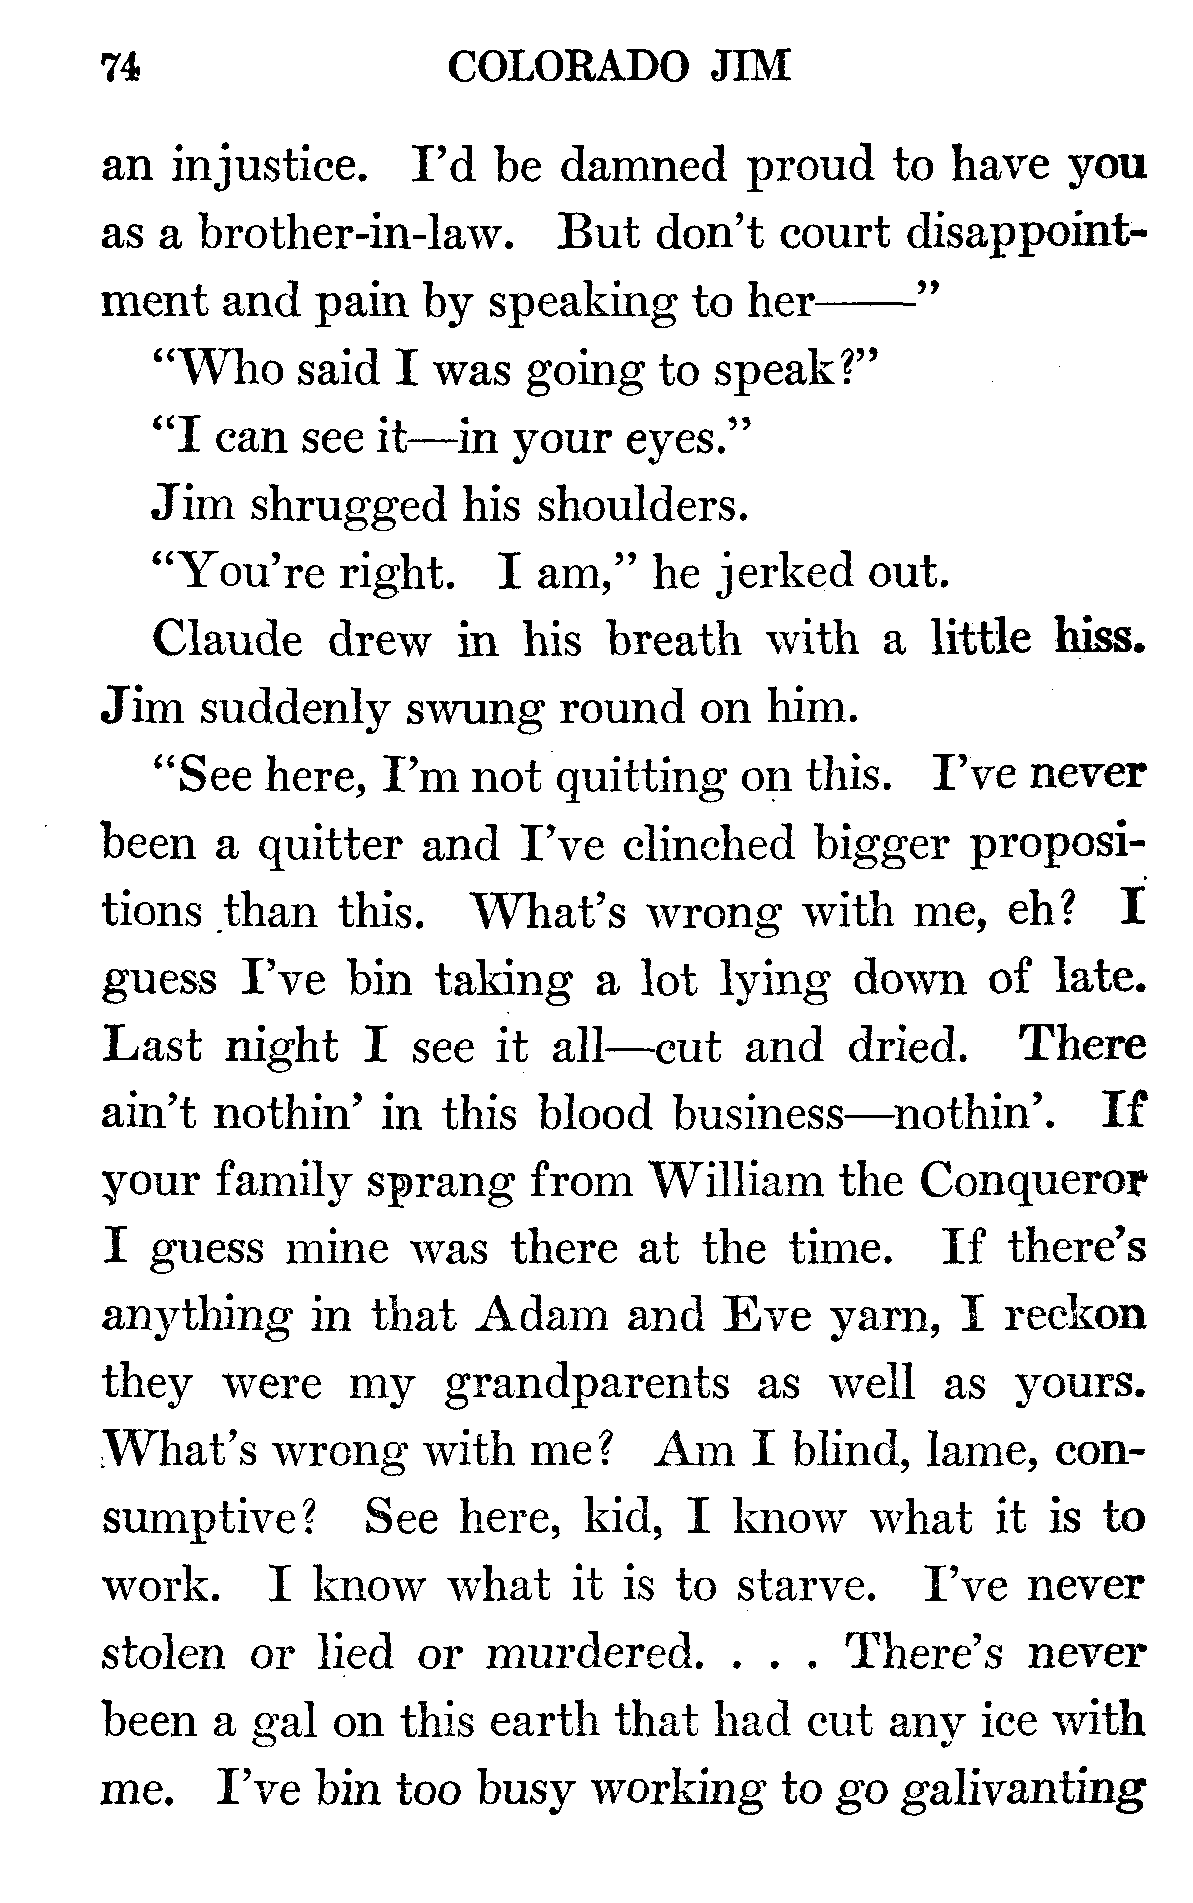 74 COLORADO JIM
an injustice. I'd be damned proud to have you
as a brother-in-law. But don't court disappoint-
ment and pain by speaking to her——"
"Who said I was going to speak?"
"I can see it—in your eyes."
Jim shrugged his shoulders.
"You're right. I am," he jerked out.
Claude drew in his breath with a little hiss.
Jim suddenly swung round on him.
"See here, I'm not quitting on this. I've never
been a quitter and I've clinched bigger proposi-
tions than this. What's wrong with me, eh? I
guess I've bin taking a lot lying down of late.
Last night I see it all—cut and dried. There
ain't nothin' in this blood business—nothin'. If
your family sprang from William the Conqueror
I guess mine was there at the time. If there's
anything in that Adam and Eve yarn, I reckon
they were my grandparents as well as yours.
What's wrong with me? Am I blind, lame, con-
sumptive? See here, kid, I know what it is to
work. I know what it is to starve. I've never
stolen or lied or murdered. . . . There's never
been a gal on this earth that had cut any ice with
me. I've bin too busy working to go galivanting